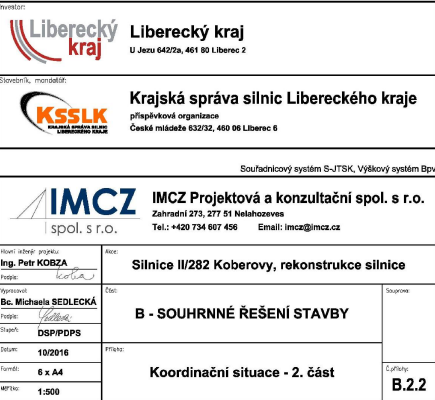 Investor:
Liberecký
kraj
Liberecký kraj
U Jezu 642/2a, 461 80 Liberec 2
Stavebník, mandatář:
KSSLK
KRAJSKÁ SPRÁVA SILNIC
LIBERECKÉHO KRAJE
Krajská správa silnic Libereckého kraje
příspěvková organizace
České mládeže 632/32, 460 06 Liberec 6
Souřadnicový systém S-JTSK, Výškový systém Bpv
IMCZ
spol. s r.o.
IMCZ Projektová a konzultační spol. s r.o.
Zahradní 273, 277 51 Nelahozeves
Tel.: +420 734 607 456 Email: imcz@imcz.cz
Hlavní inženýr projektu:
Ing. Petr KOBZA
Podpis:
Akce:
Silnice II/282 Koberovy, rekonstrukce silnice
Vypracoval:
Bc. Michaela SEDLECKÁ
Podpis:
Stupeň:
DSP/PDPS
Část:
B - SOUHRNNÉ ŘEŠENÍ STAVBY
Souprava:
Datum:
10/2016
Formát:
6 x A4
Měřítko:
1:500
Příloha:
Koordinační situace - 2. část
Č.přílohy:
B.2.2